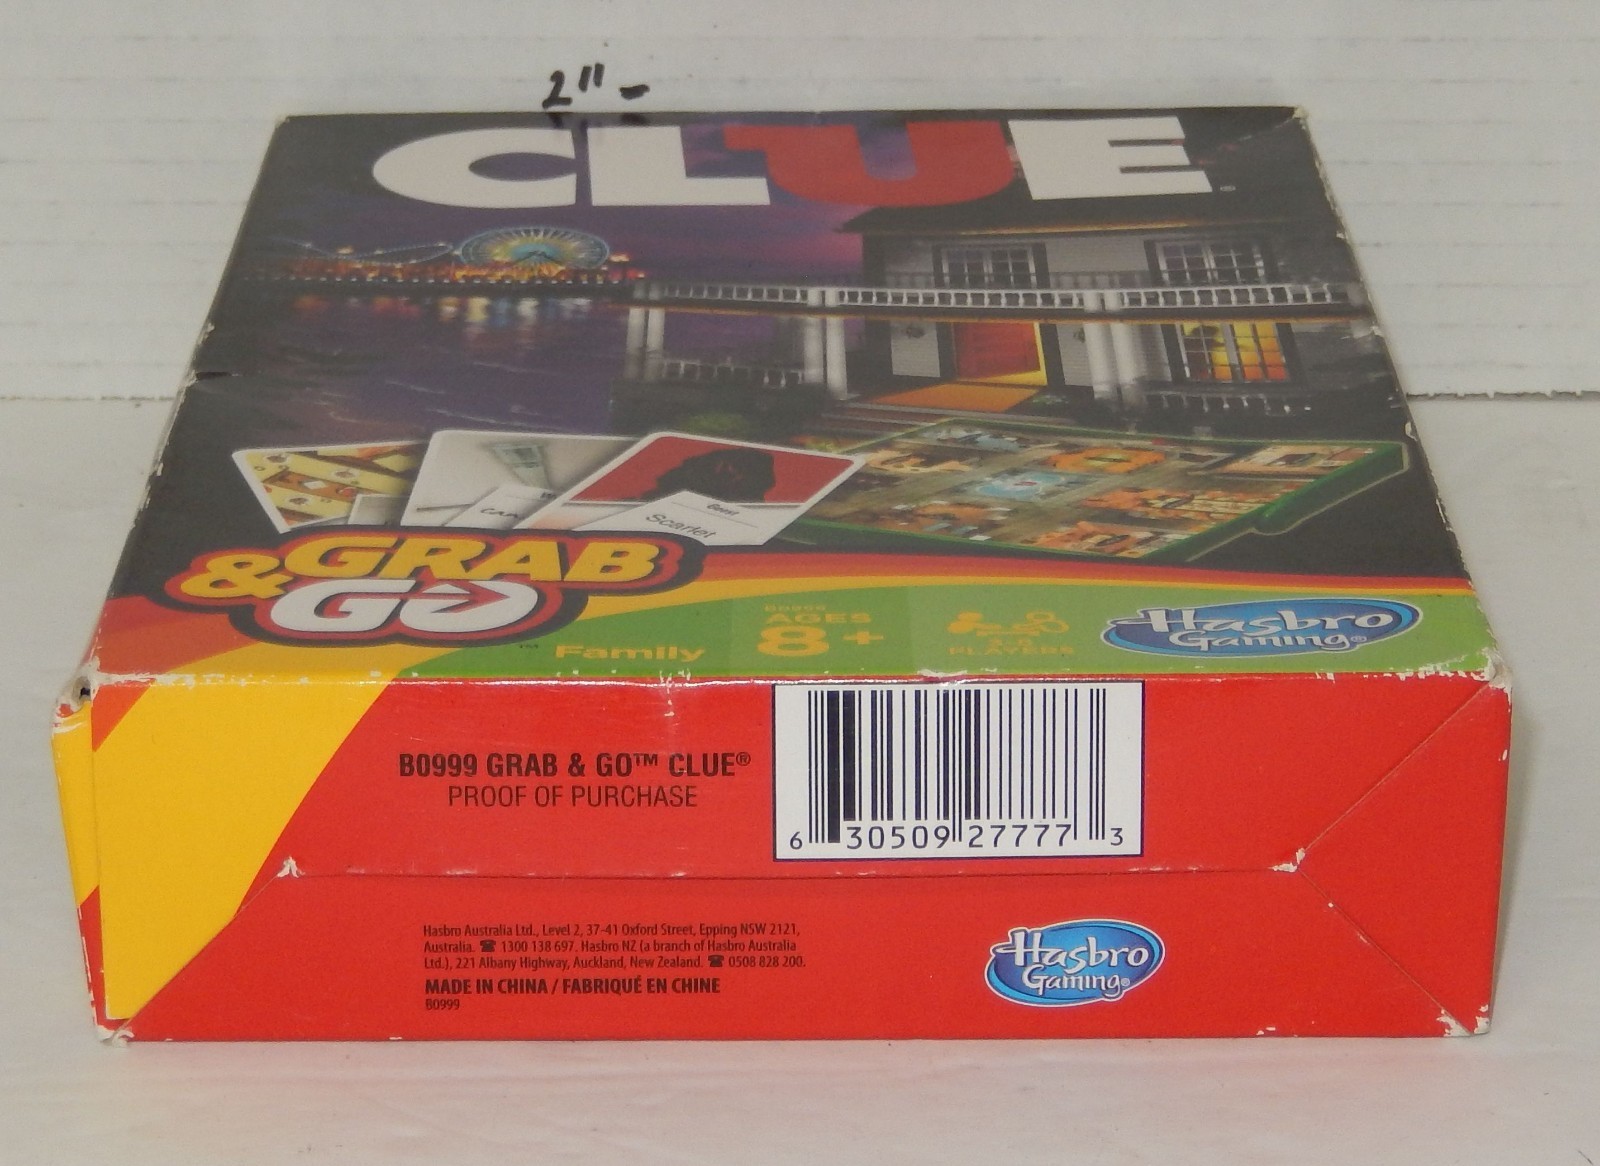 2" -
CLUE®
Guest
Scarlet
& GRAB
GO™
Family
B0999
AGES
8+
PLAYERS
Hasbro
Gaming®
B0999 GRAB & GO™ CLUE®
PROOF OF PURCHASE
6 30509 27777 3
Hasbro Australia Ltd., Level 2, 37-41 Oxford Street, Epping NSW 2121,
Australia. ☎ 1300 138 697. Hasbro NZ (a branch of Hasbro Australia
Ltd.), 221 Albany Highway, Auckland, New Zealand. ☎ 0508 828 200.
MADE IN CHINA / FABRIQUÉ EN CHINE
B0999
Hasbro
Gaming®